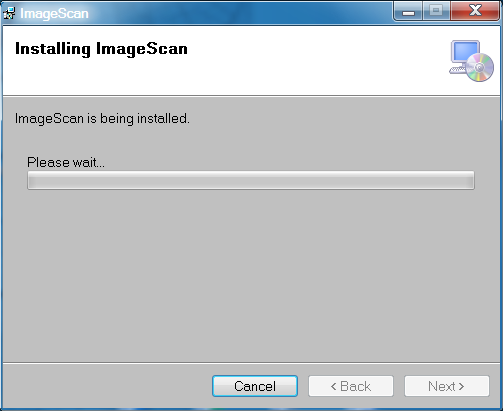 ImageScan
Installing ImageScan
ImageScan is being installed.
Please wait...
Cancel
< Back
Next >